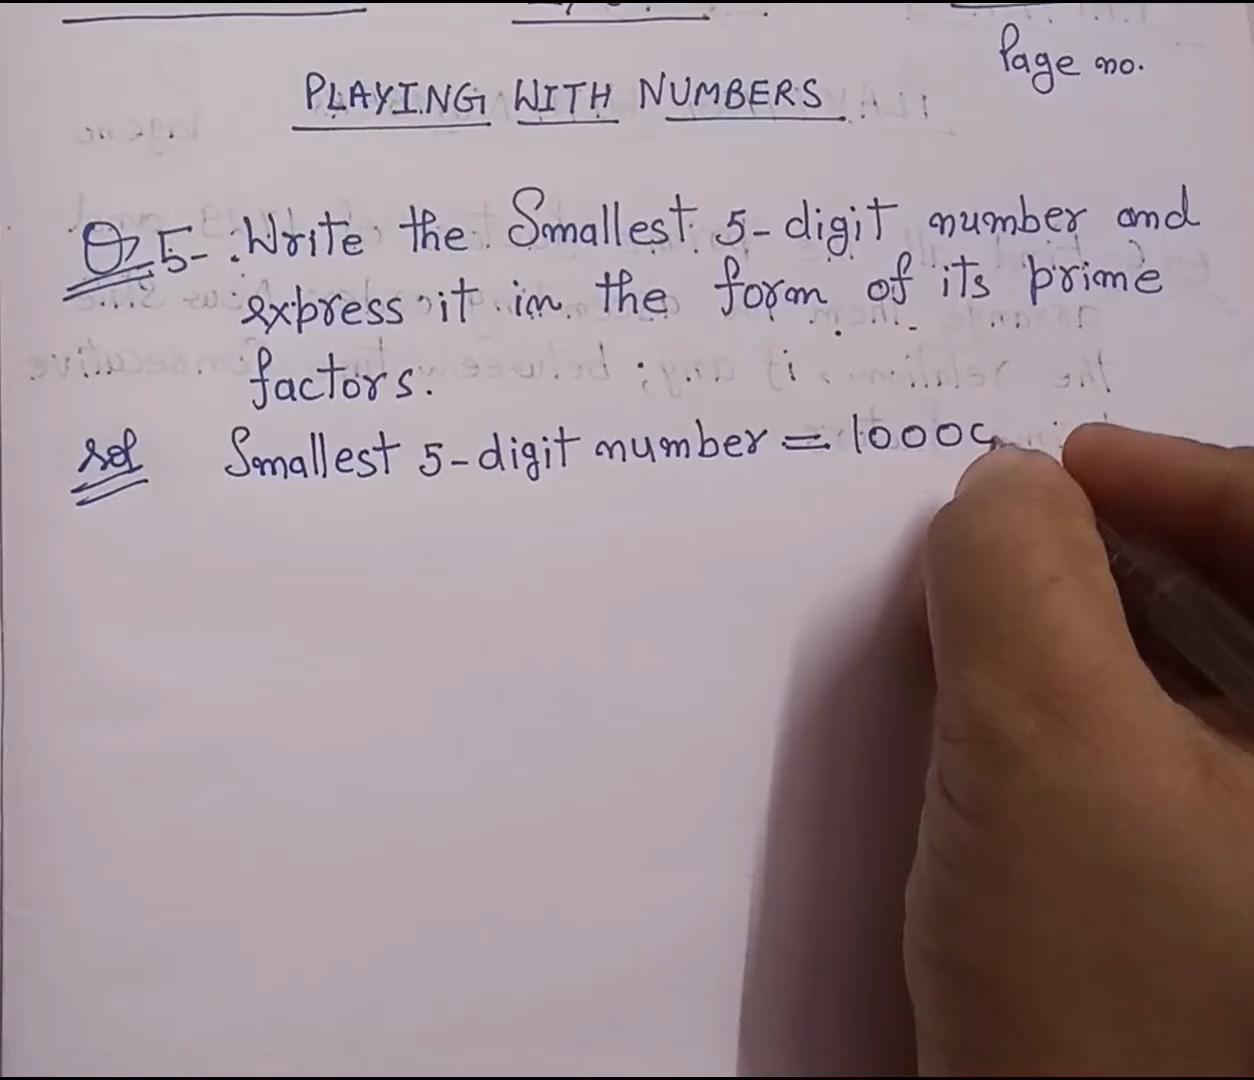 Page no.
PLAYING WITH NUMBERS
Q.5- Write the Smallest 5-digit number and
express it in the form of its prime
factors.
sol Smallest 5-digit number = 1000